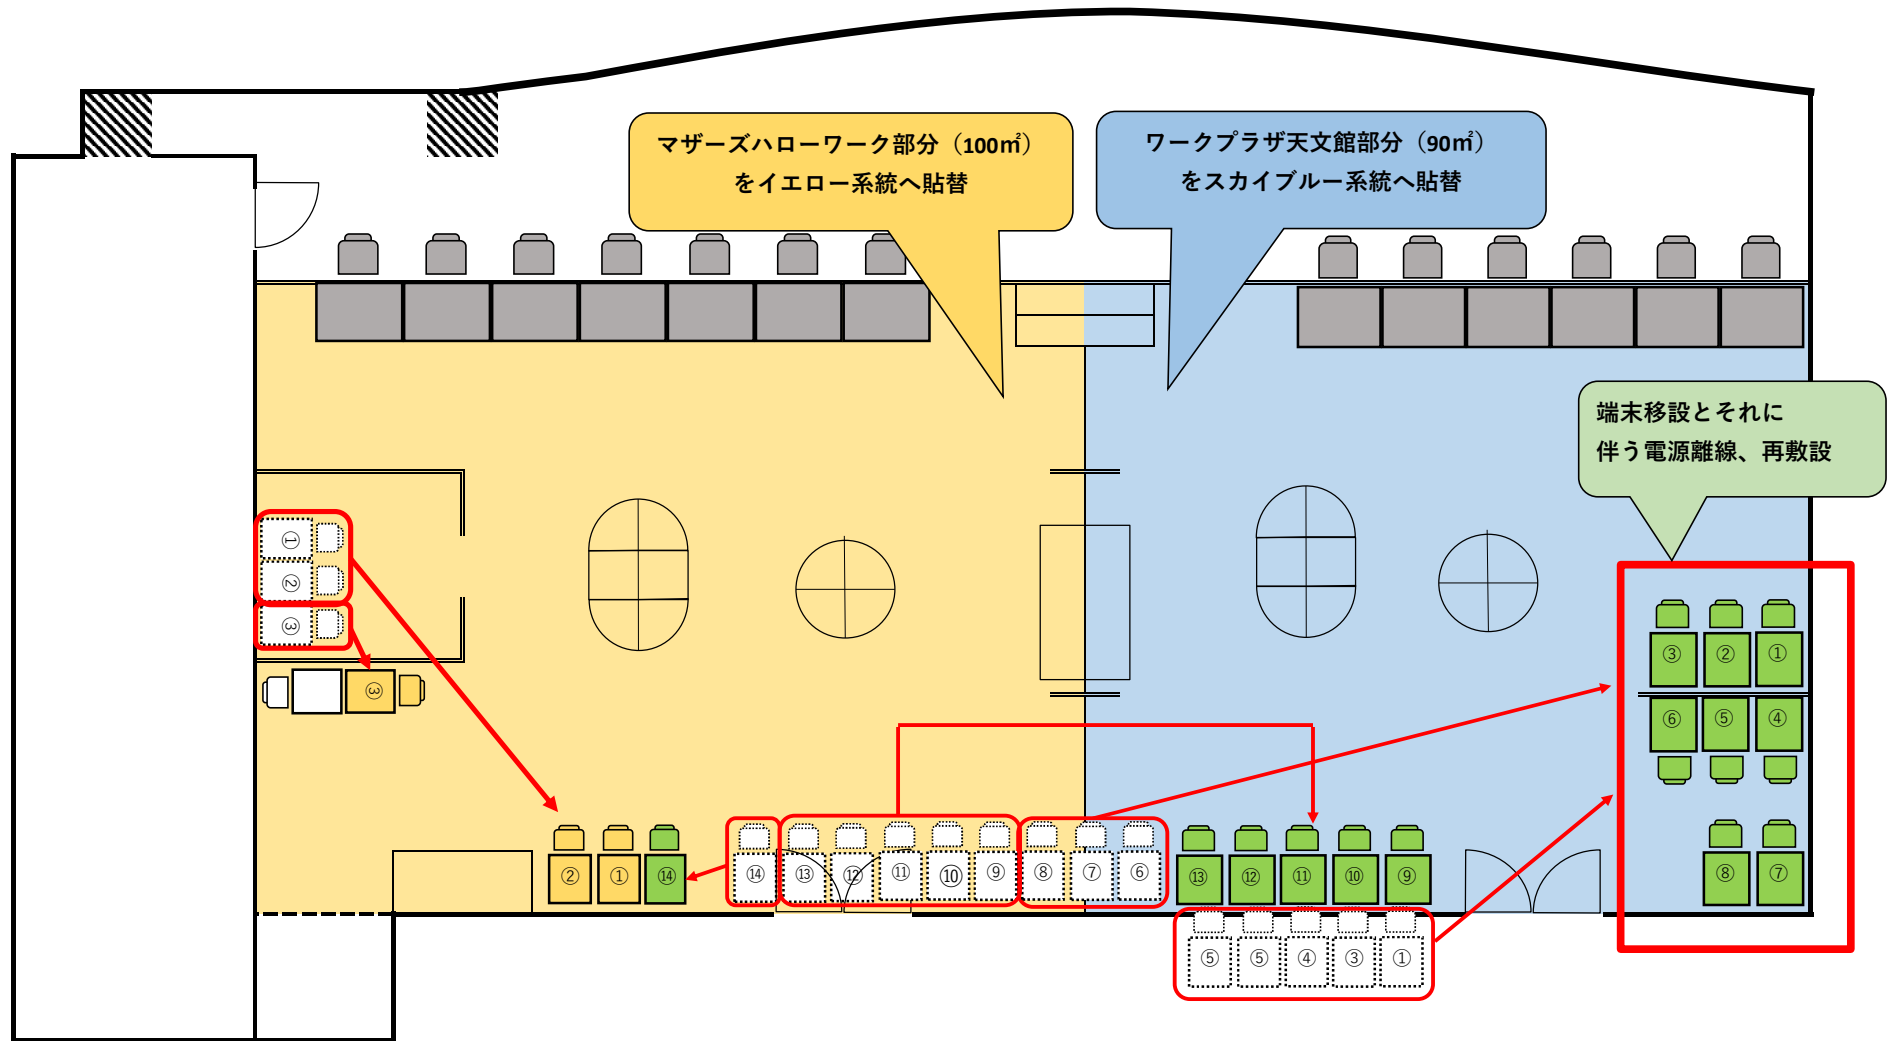 マザーズハローワーク部分（100㎡）
をイエロー系統へ貼替
ワークプラザ天文館部分（90㎡）
をスカイブルー系統へ貼替
端末移設とそれに
伴う電源離線、再敷設
①
②
③
③
③ ② ①
⑥ ⑤ ④
② ① ⑭ ⑭ ⑬ ⑫ ⑪ ⑩ ⑨ ⑧ ⑦ ⑥ ⑬ ⑫ ⑪ ⑩ ⑨ ⑧ ⑦
⑤ ⑤ ④ ③ ①